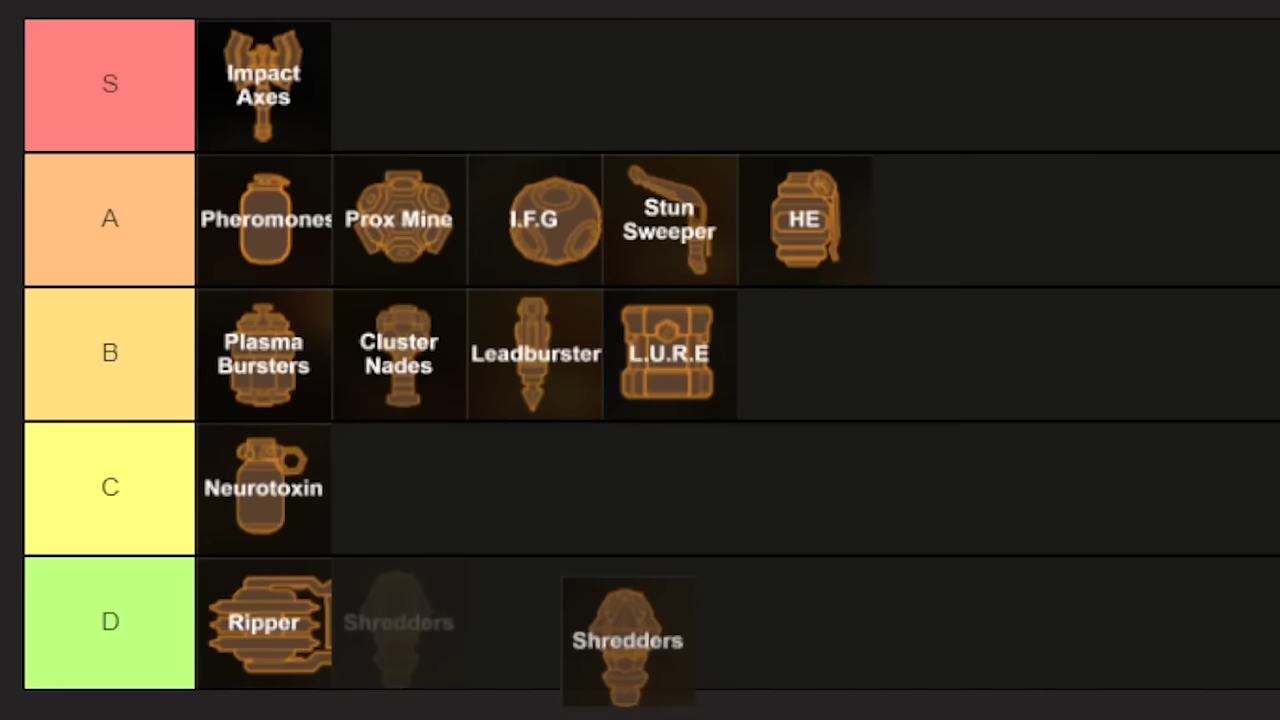 S
Impact
Axes
A
Pheromones
Prox Mine
I.F.G
Stun
Sweeper
HE
B
Plasma
Bursters
Cluster
Nades
Leadburster
L.U.R.E
C
Neurotoxin
D
Ripper
Shredders
Shredders